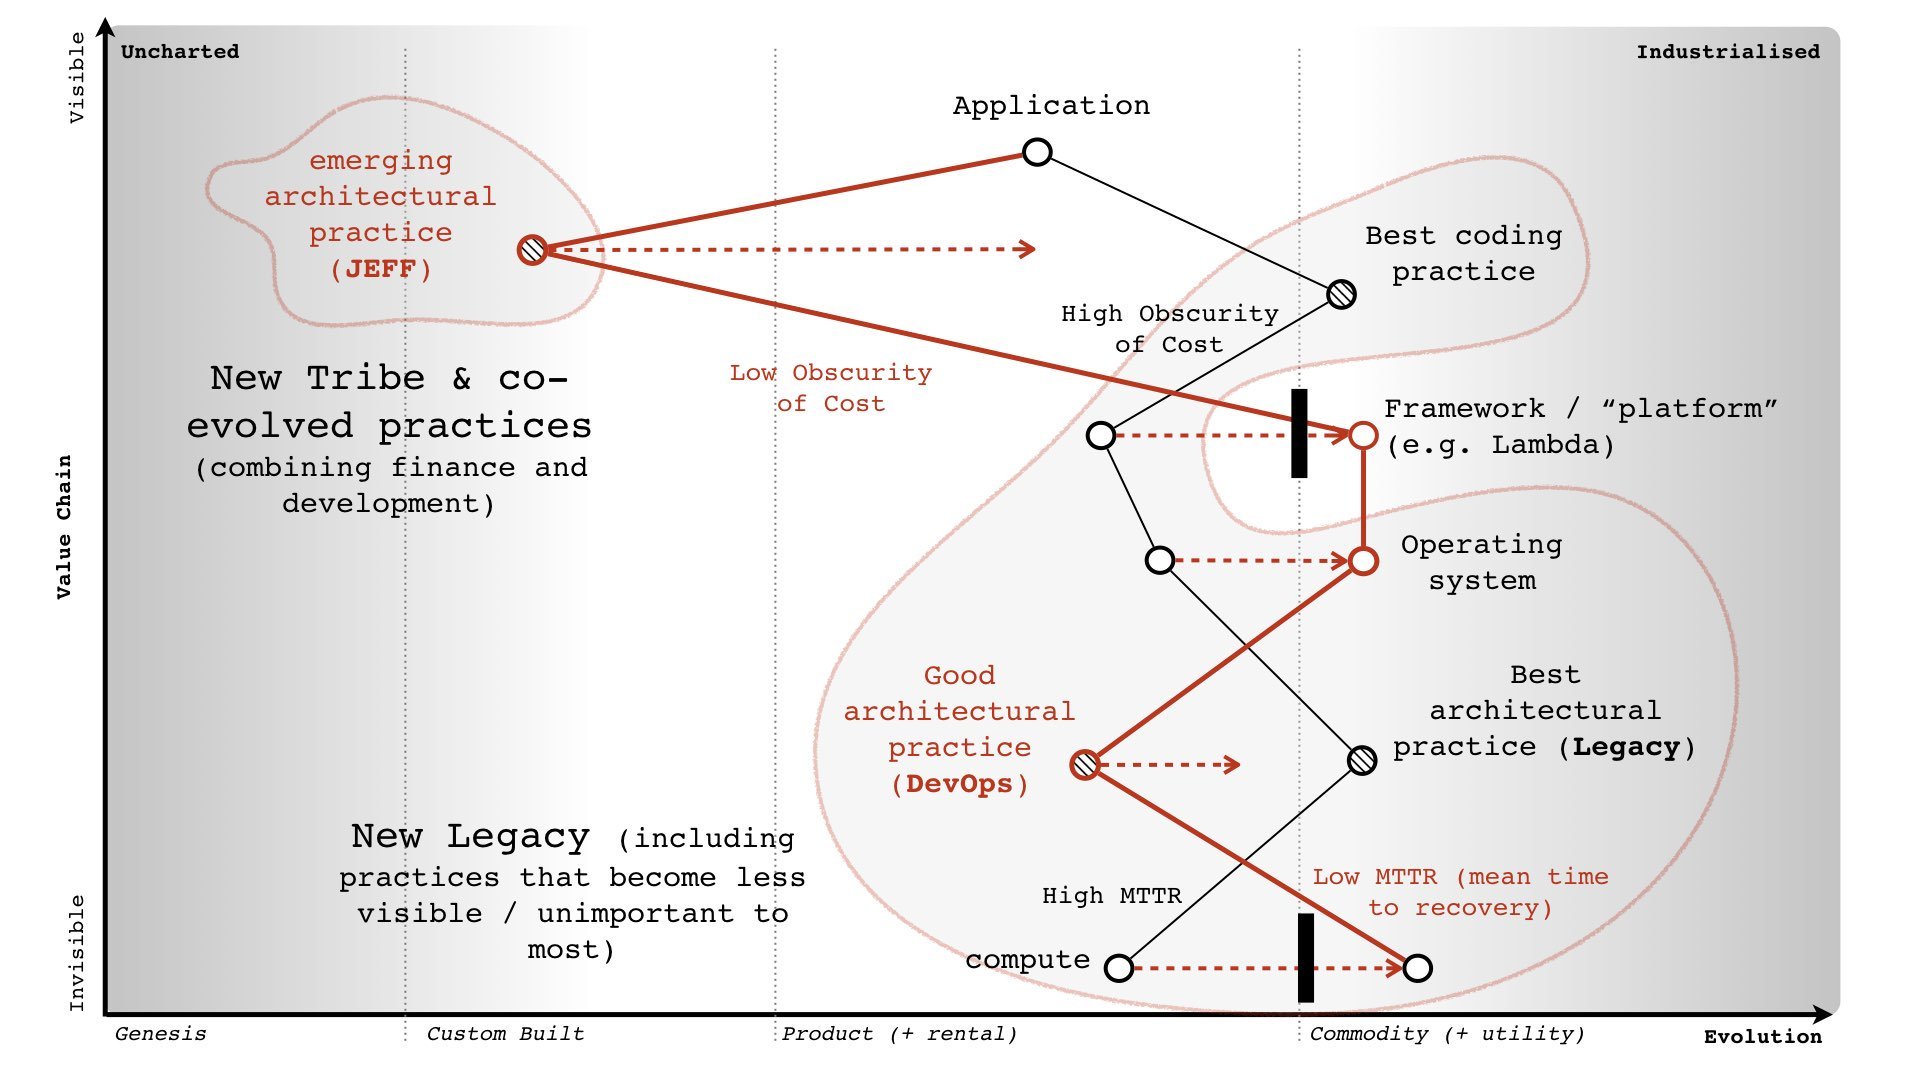 Visible
Uncharted
Industrialised
Application
emerging
architectural
practice
(JEFF)
Best coding
practice
High Obscurity
of Cost
Low Obscurity
of Cost
New Tribe & co-
evolved practices
(combining finance and
development)
Framework / “platform”
(e.g. Lambda)
Value Chain
Operating
system
Good
architectural
practice
(DevOps)
Best
architectural
practice (Legacy)
New Legacy (including
practices that become less
visible / unimportant to
most)
High MTTR
Low MTTR (mean time
to recovery)
compute
Invisible
Genesis
Custom Built
Product (+ rental)
Commodity (+ utility)
Evolution